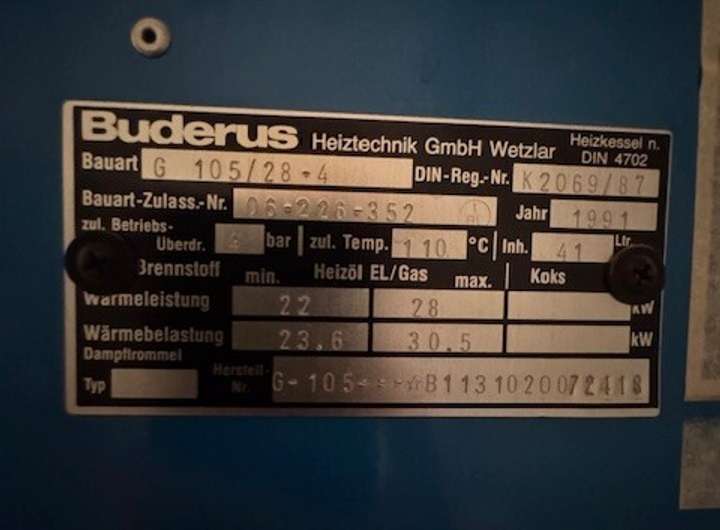 Buderus Heiztechnik GmbH Wetzlar Heizkessel n. DIN 4702
Bauart G 105/28-4 DIN-Reg.-Nr. K2069/87
Bauart-Zulass.-Nr. 06-226-352 Jahr 1991
zul. Betriebs-
Überdr. 4 bar zul. Temp. 110 °C Inh. 41 Ltr.
Brennstoff min. Heizöl EL/Gas max. Koks
Wärmeleistung 22 28 kW
Wärmebelastung 23.6 30.5 kW
Dampftrommel
Typ Herstell-Nr. G-105- B1131020072418